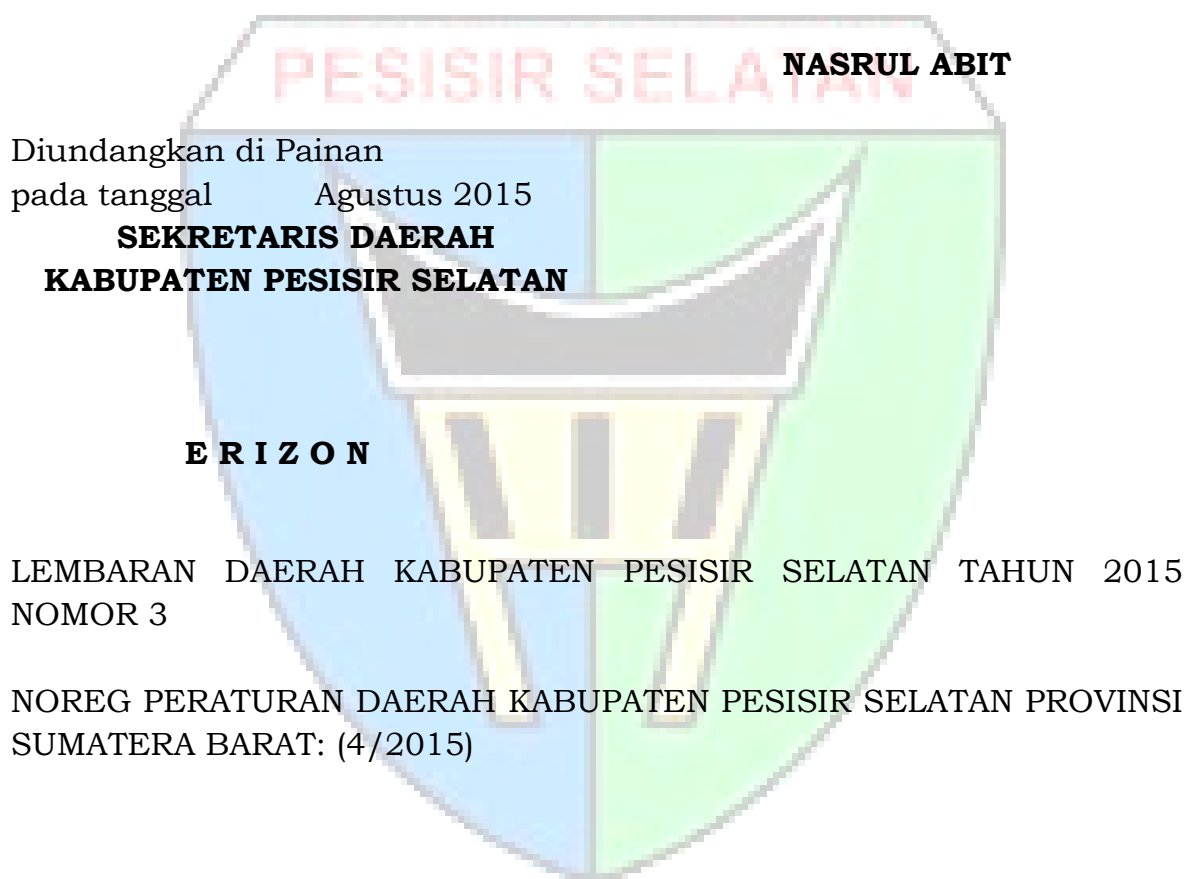 PESISIR SELATAN
NASRUL ABIT
Diundangkan di Painan
pada tanggal Agustus 2015
SEKRETARIS DAERAH
KABUPATEN PESISIR SELATAN
E R I Z O N
LEMBARAN DAERAH KABUPATEN PESISIR SELATAN TAHUN 2015
NOMOR 3
NOREG PERATURAN DAERAH KABUPATEN PESISIR SELATAN PROVINSI
SUMATERA BARAT: (4/2015)